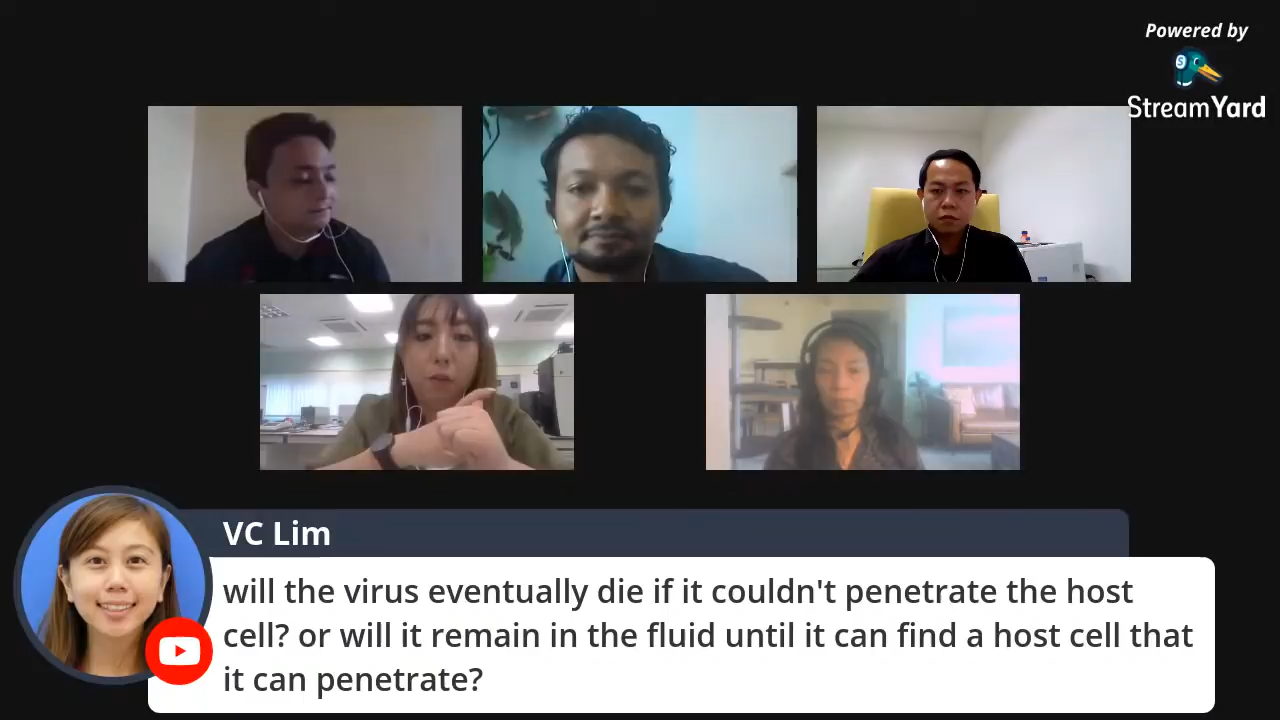 Powered by
StreamYard
VC Lim
will the virus eventually die if it couldn't penetrate the host
cell? or will it remain in the fluid until it can find a host cell that
it can penetrate?